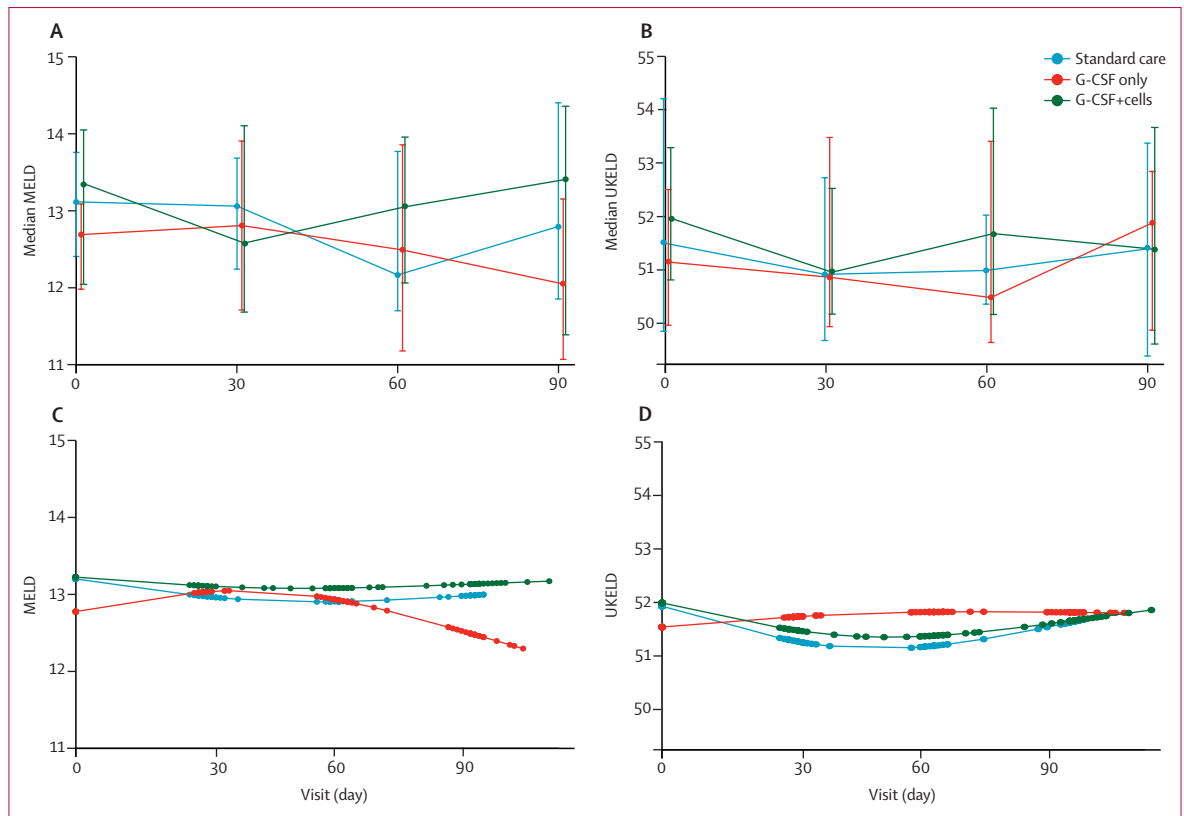 A
15
14
13
12
11
Median MELD
0
30
60
90
B
55
54
53
52
51
50
Median UKELD
0
30
60
90
Standard care
G-CSF only
G-CSF+cells
C
15
14
13
12
11
MELD
0
30
60
90
Visit (day)
D
55
54
53
52
51
50
UKELD
0
30
60
90
Visit (day)